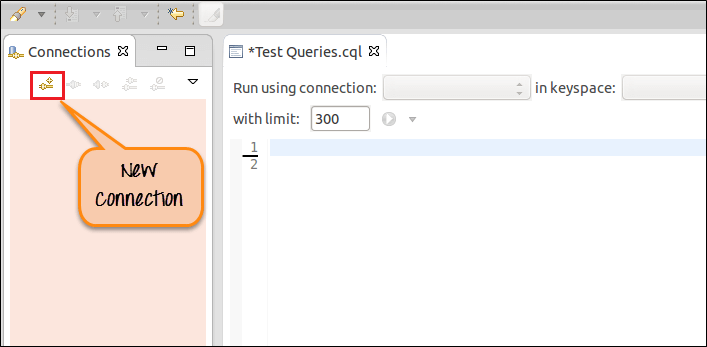 Connections
*Test Queries.cql
Run using connection:
in keyspace:
with limit: 300
1
2
New
Connection